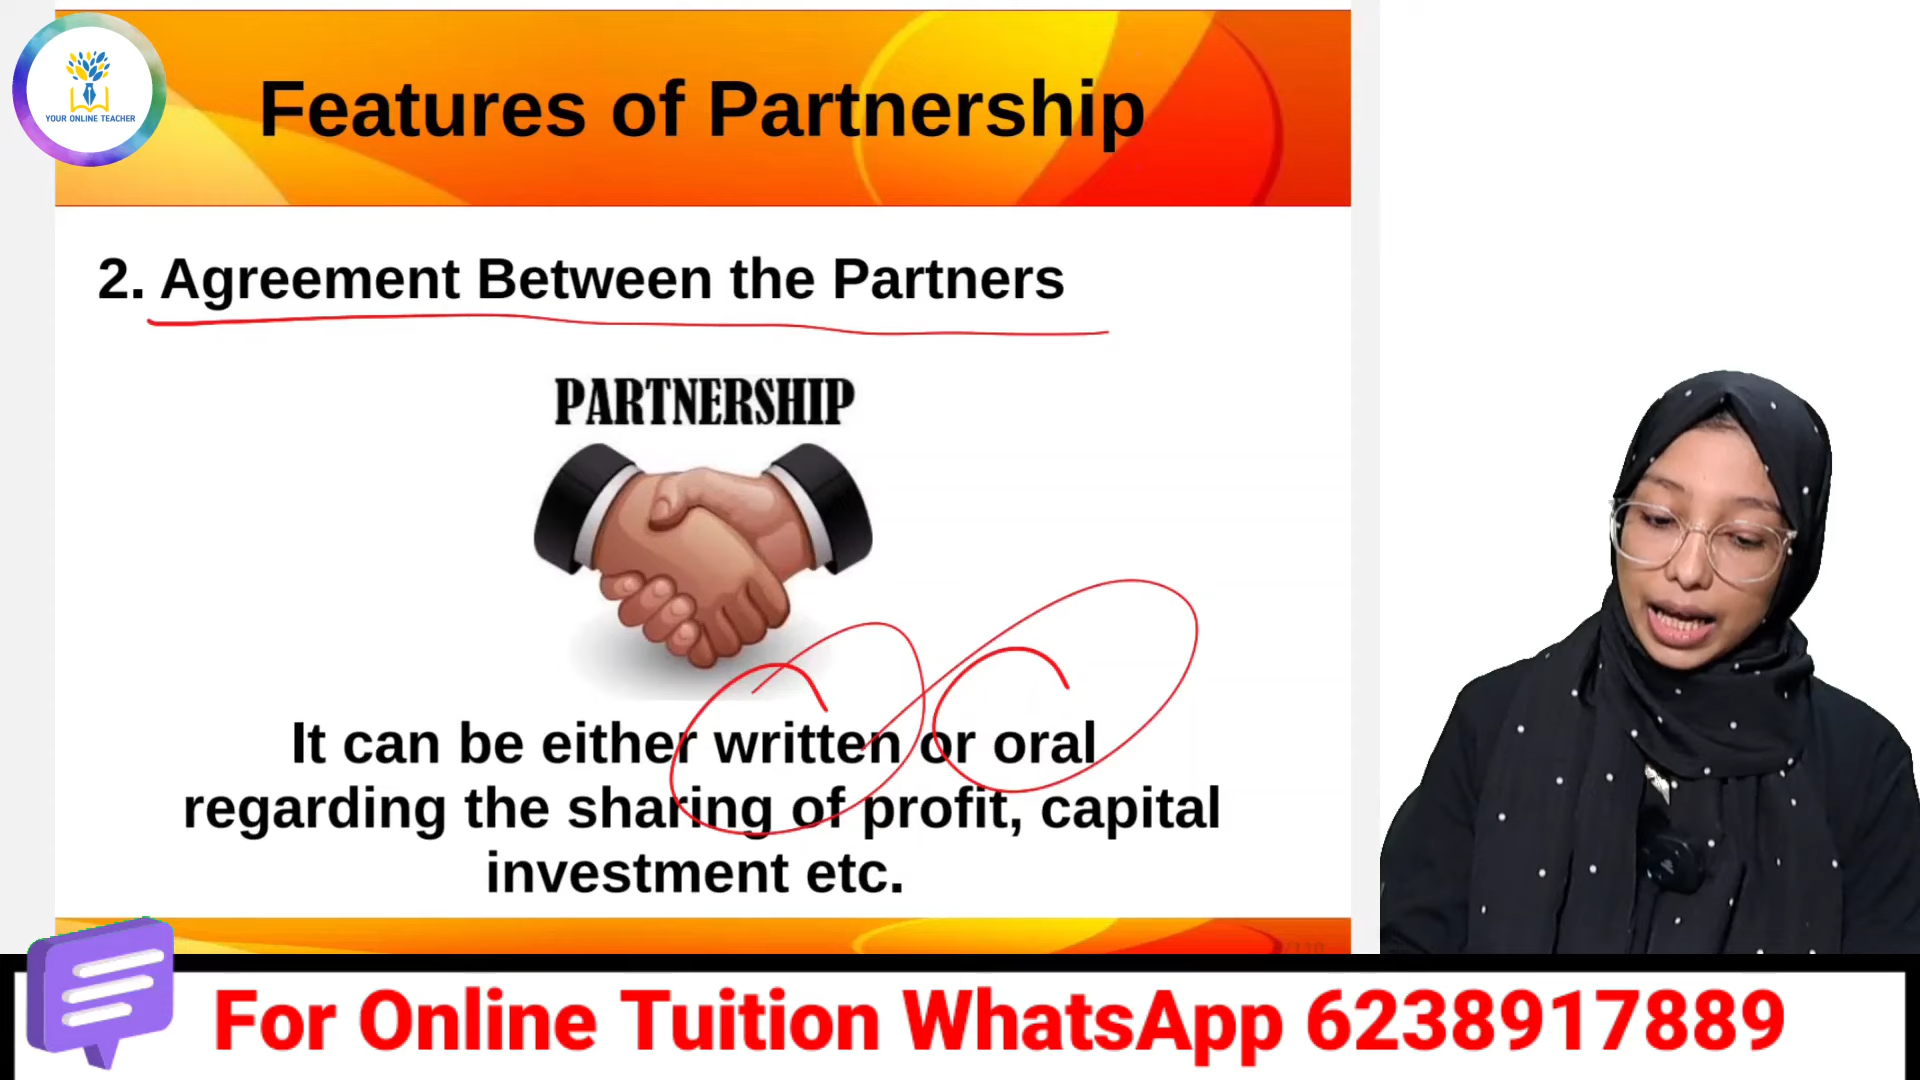 YOUR ONLINE TEACHER
Features of Partnership
2. Agreement Between the Partners
PARTNERSHIP
It can be either written or oral
regarding the sharing of profit, capital
investment etc.
For Online Tuition WhatsApp 6238917889